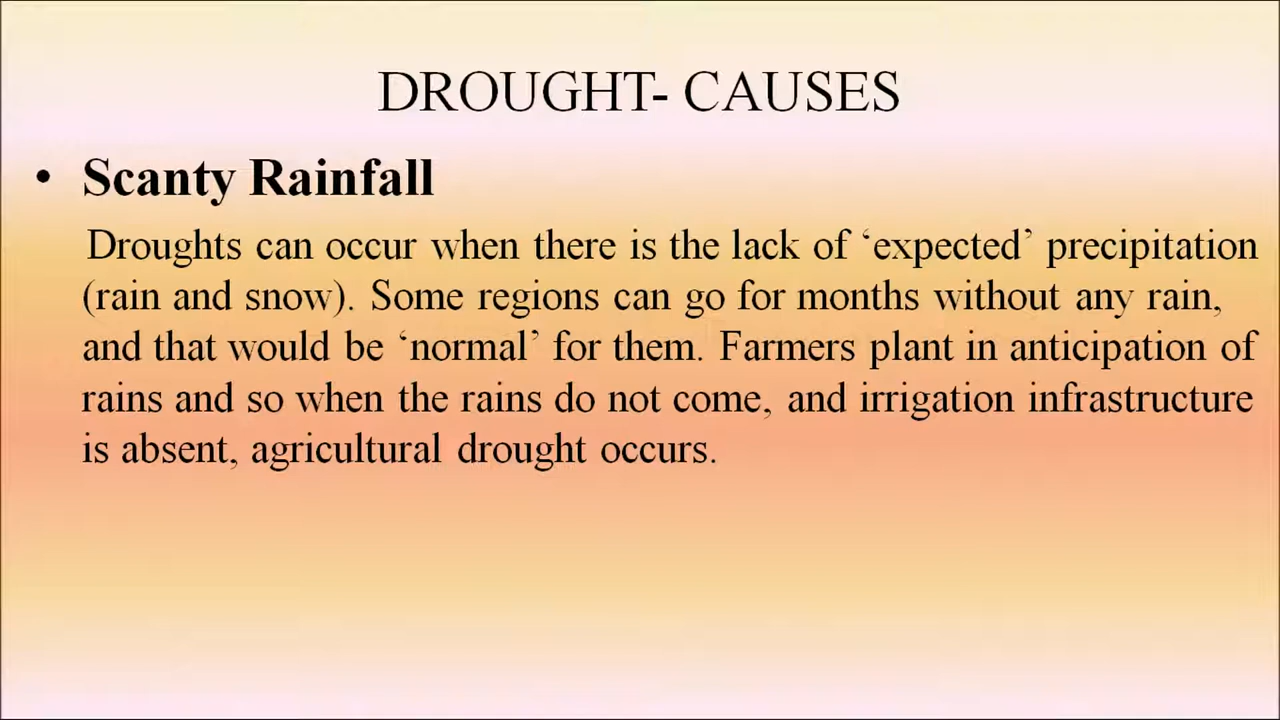 DROUGHT- CAUSES
• Scanty Rainfall
Droughts can occur when there is the lack of ‘expected’ precipitation
(rain and snow). Some regions can go for months without any rain,
and that would be ‘normal’ for them. Farmers plant in anticipation of
rains and so when the rains do not come, and irrigation infrastructure
is absent, agricultural drought occurs.